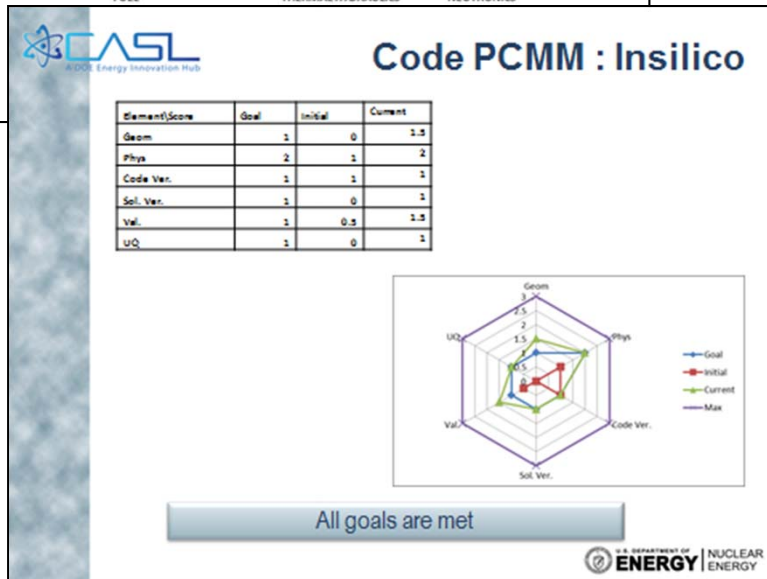 CASL
A DOE Energy Innovation Hub
Code PCMM : Insilico
Element\Score Goal Initial Current
Geom 1 0 1.5
Phys 2 1 2
Code Ver. 1 1 1
Sol. Ver. 1 0 1
Val. 1 0.5 1.5
UQ 1 0 1
Geom
3
2.5
2
1.5
1
0.5
0
Phys
Code Ver.
Sol. Ver.
Val.
UQ
Goal
Initial
Current
Max
All goals are met
U.S. DEPARTMENT OF
ENERGY
NUCLEAR
ENERGY